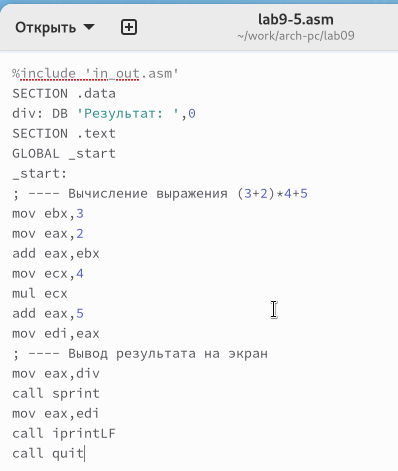 Открыть
lab9-5.asm
~/work/arch-pc/lab09
%include 'in_out.asm'
SECTION .data
div: DB 'Результат: ',0
SECTION .text
GLOBAL _start
_start:
; ---- Вычисление выражения (3+2)*4+5
mov ebx,3
mov eax,2
add eax,ebx
mov ecx,4
mul ecx
add eax,5
mov edi,eax
; ---- Вывод результата на экран
mov eax,div
call sprint
mov eax,edi
call iprintLF
call quit